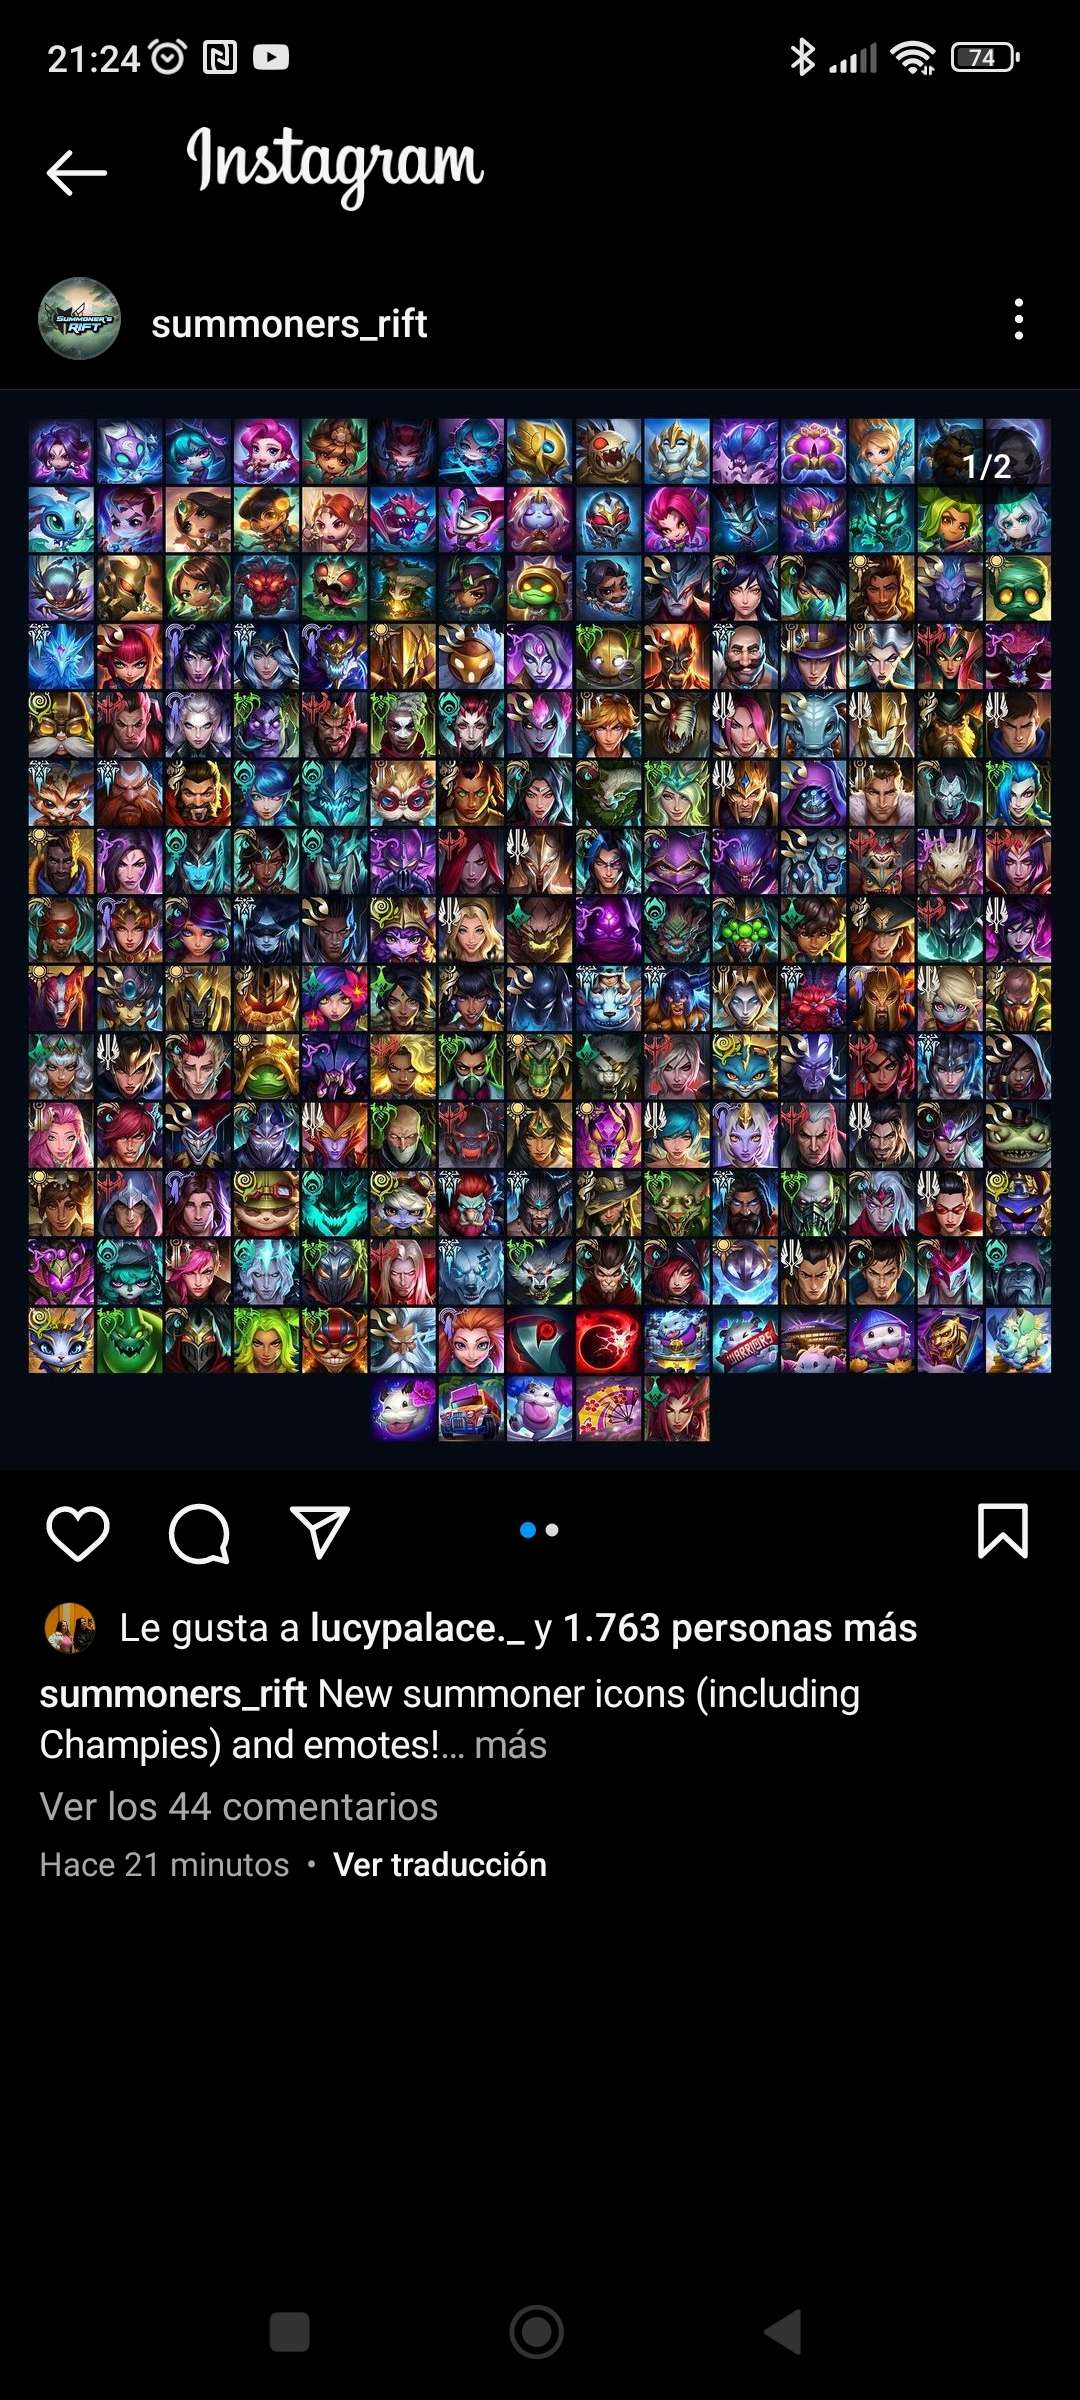 21:24
74
Instagram
SUMMONER'S
RIFT
summoners_rift
1/2
WARRIORS
Le gusta a lucypalace._ y 1.763 personas más
summoners_rift New summoner icons (including
Champies) and emotes!... más
Ver los 44 comentarios
Hace 21 minutos • Ver traducción